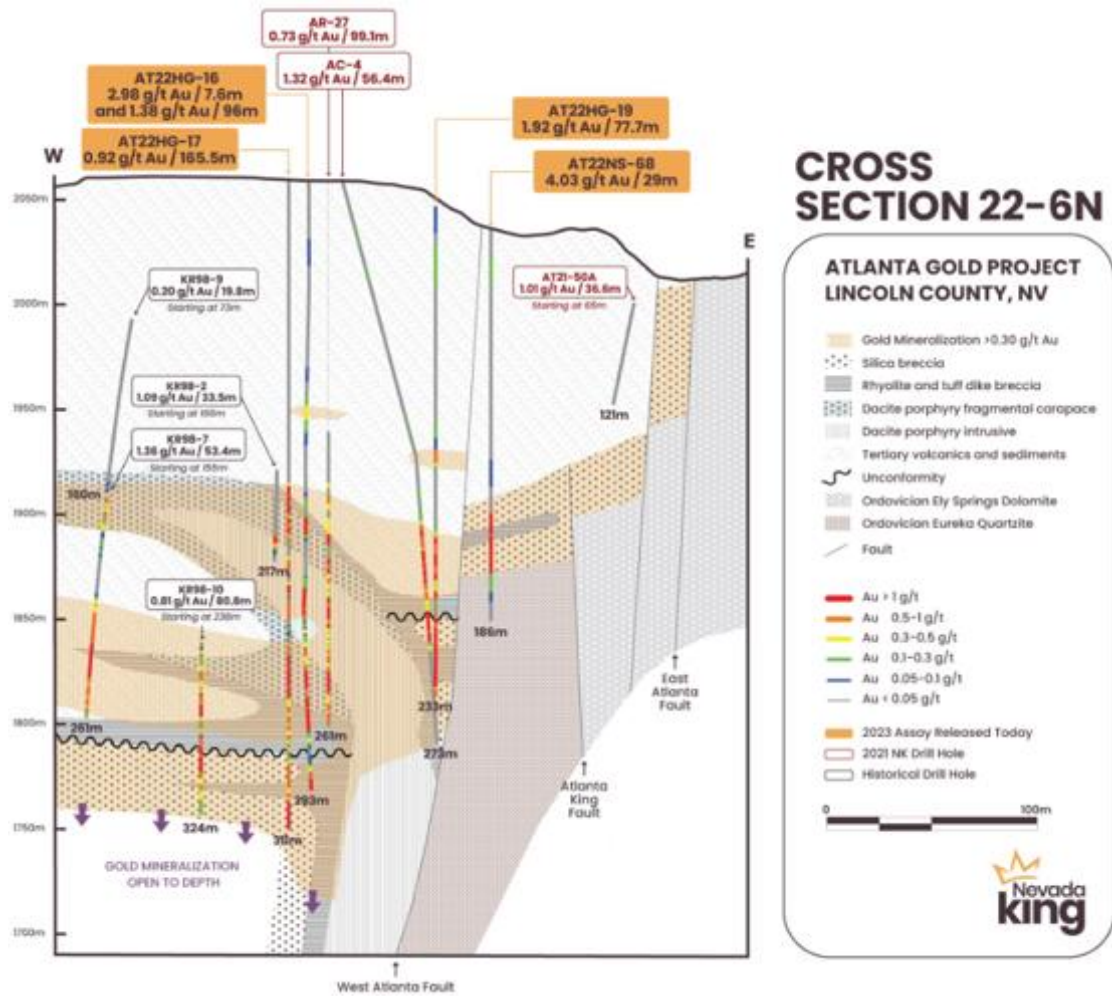 AR-27
0.73 g/t Au / 99.1m
AC-4
1.32 g/t Au / 56.4m
AT22HG-16
2.98 g/t Au / 7.6m
and 1.38 g/t Au / 96m
AT22HG-17
0.92 g/t Au / 165.5m
AT22HG-19
1.92 g/t Au / 77.7m
AT22NS-68
4.03 g/t Au / 29m
W
E
2050m
2000m
1950m
1900m
1850m
1800m
1750m
1700m
KR98-9
0.20 g/t Au / 19.8m
Starting at 73m
KR98-2
1.09 g/t Au / 33.5m
KR98-7
1.36 g/t Au / 53.4m
KR98-10
0.81 g/t Au / 80.8m
AT21-50A
1.01 g/t Au / 36.6m
121m
180m
217m
186m
261m
261m
233m
273m
293m
324m
GOLD MINERALIZATION
OPEN TO DEPTH
East
Atlanta
Fault
Atlanta
King
Fault
West Atlanta Fault
CROSS
SECTION 22-6N
ATLANTA GOLD PROJECT
LINCOLN COUNTY, NV
Gold Mineralization >0.30 g/t Au
Silica breccia
Rhyolite and tuff dike breccia
Dacite porphyry fragmental carapace
Dacite porphyry intrusive
Tertiary volcanics and sediments
Unconformity
Ordovician Ely Springs Dolomite
Ordovician Eureka Quartzite
Fault
Au > 1 g/t
Au 0.5-1 g/t
Au 0.3-0.5 g/t
Au 0.1-0.3 g/t
Au 0.05-0.1 g/t
Au < 0.05 g/t
2023 Assay Released Today
2021 NK Drill Hole
Historical Drill Hole
0 100m
Nevada
king